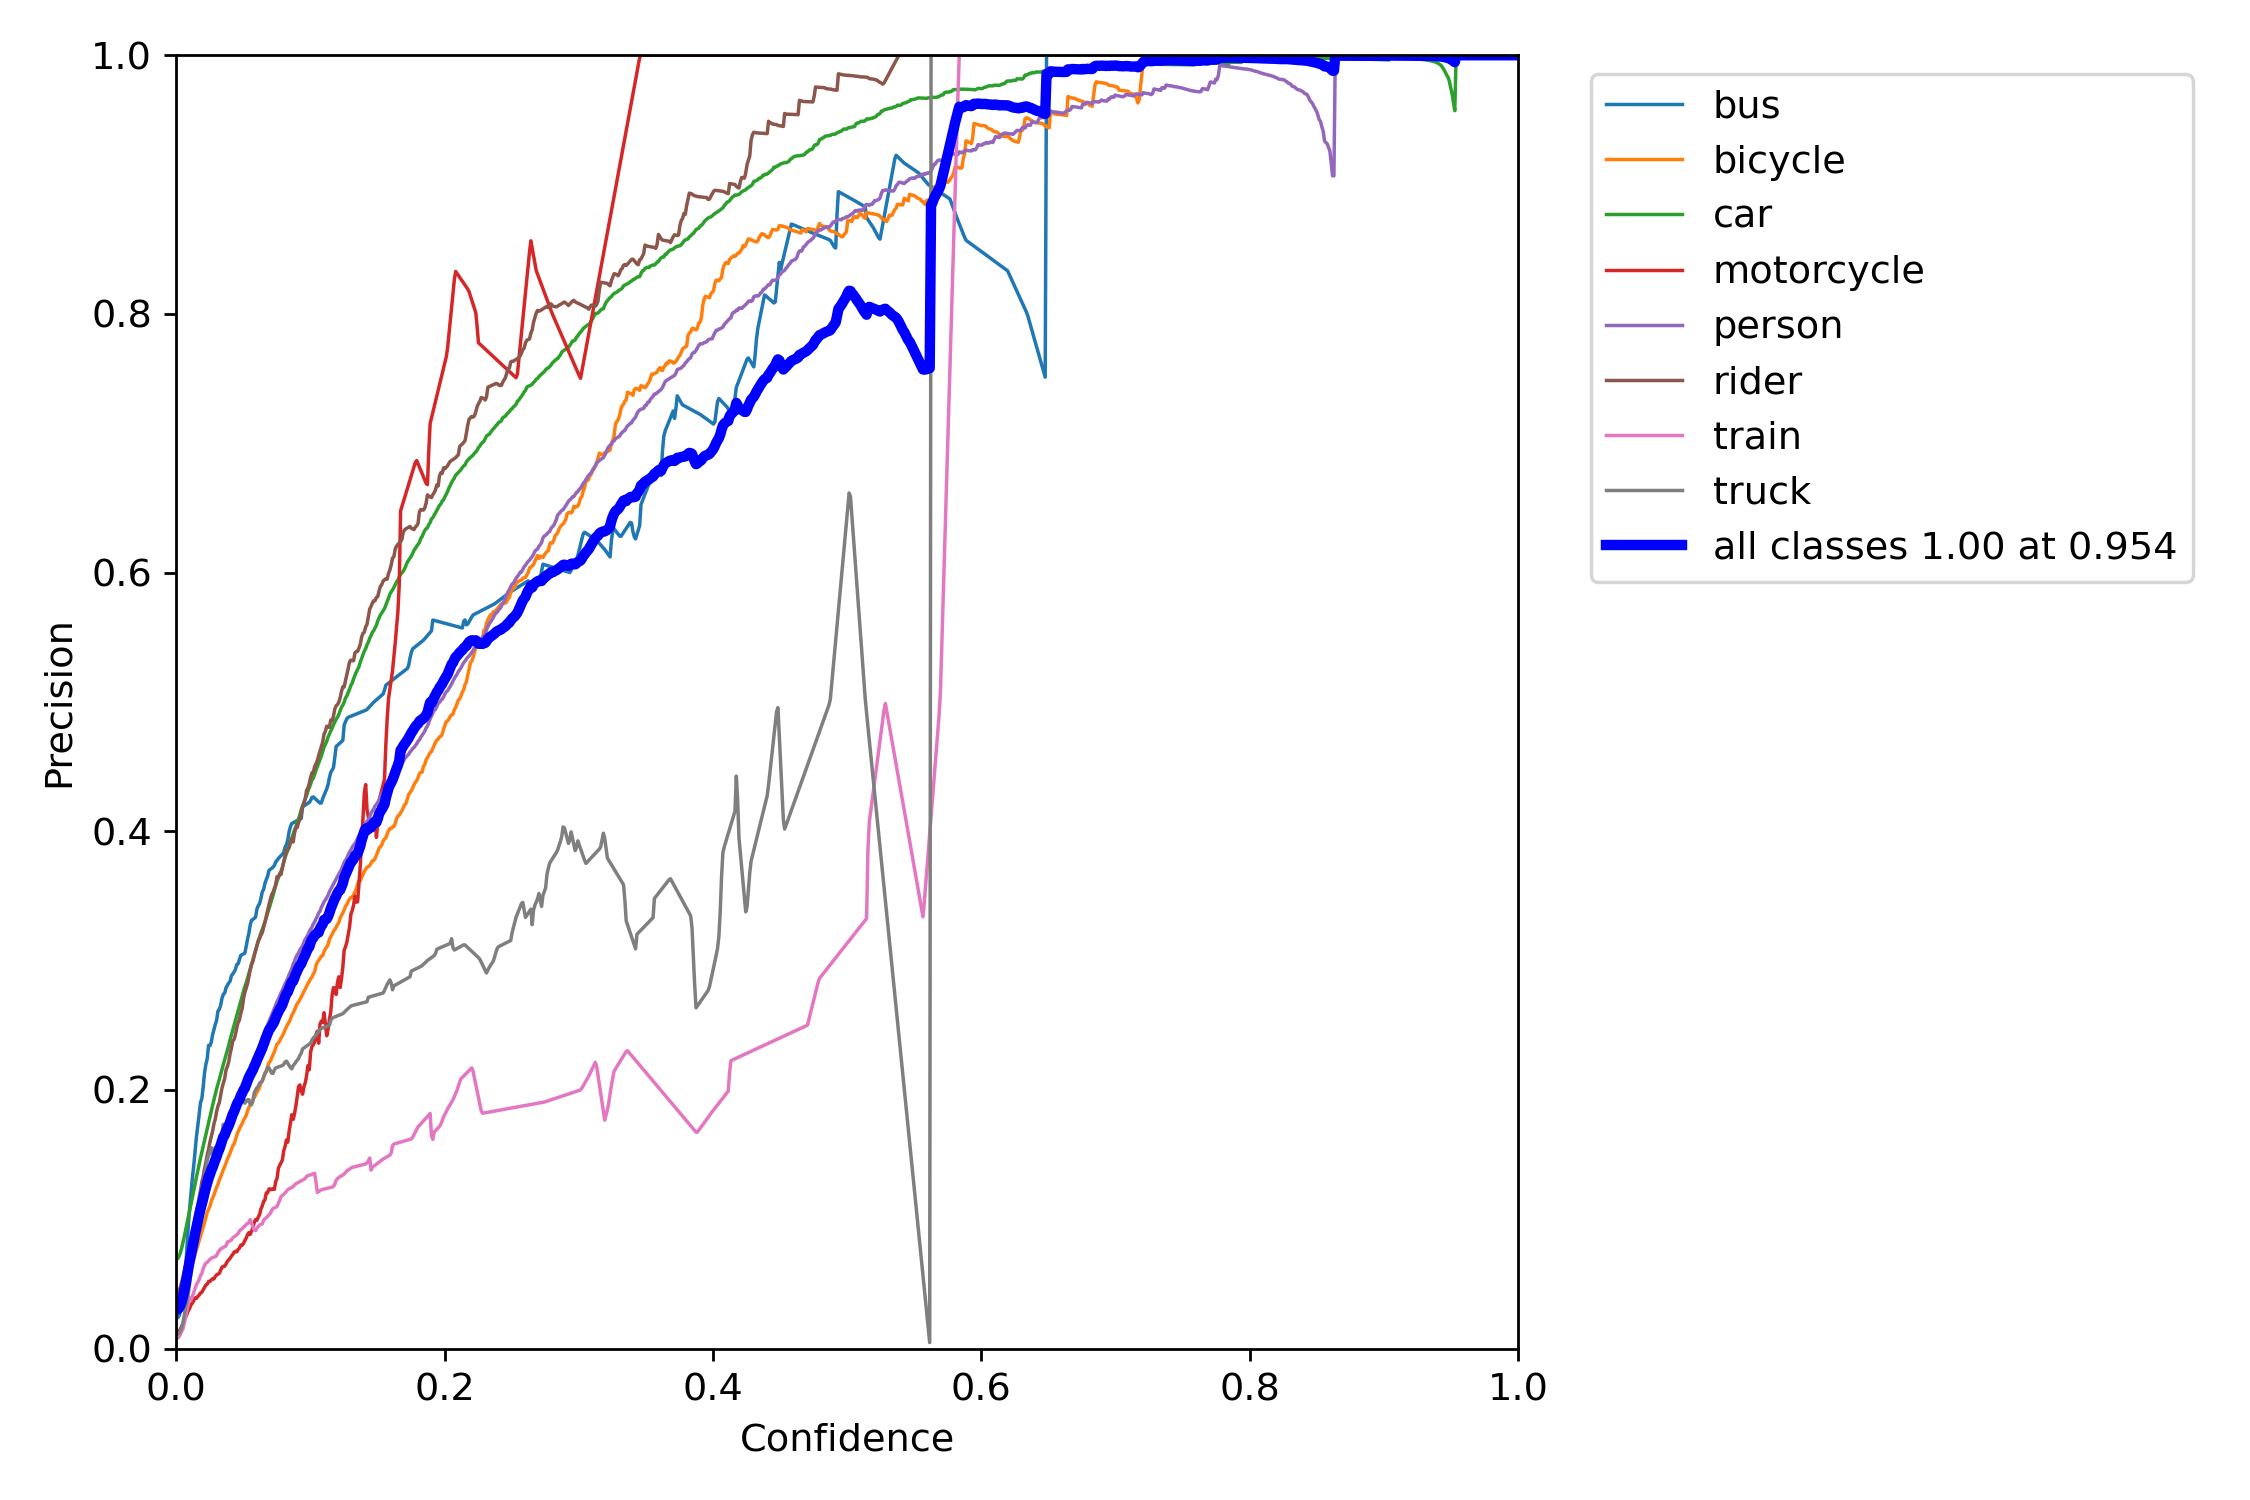 1.0
0.8
0.6
0.4
0.2
0.0
Precision
0.0 0.2 0.4 0.6 0.8 1.0
Confidence
bus
bicycle
car
motorcycle
person
rider
train
truck
all classes 1.00 at 0.954